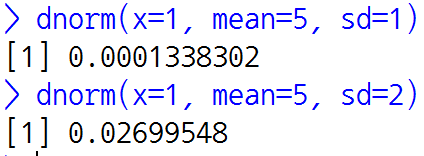 > dnorm(x=1, mean=5, sd=1)
[1] 0.0001338302
> dnorm(x=1, mean=5, sd=2)
[1] 0.02699548